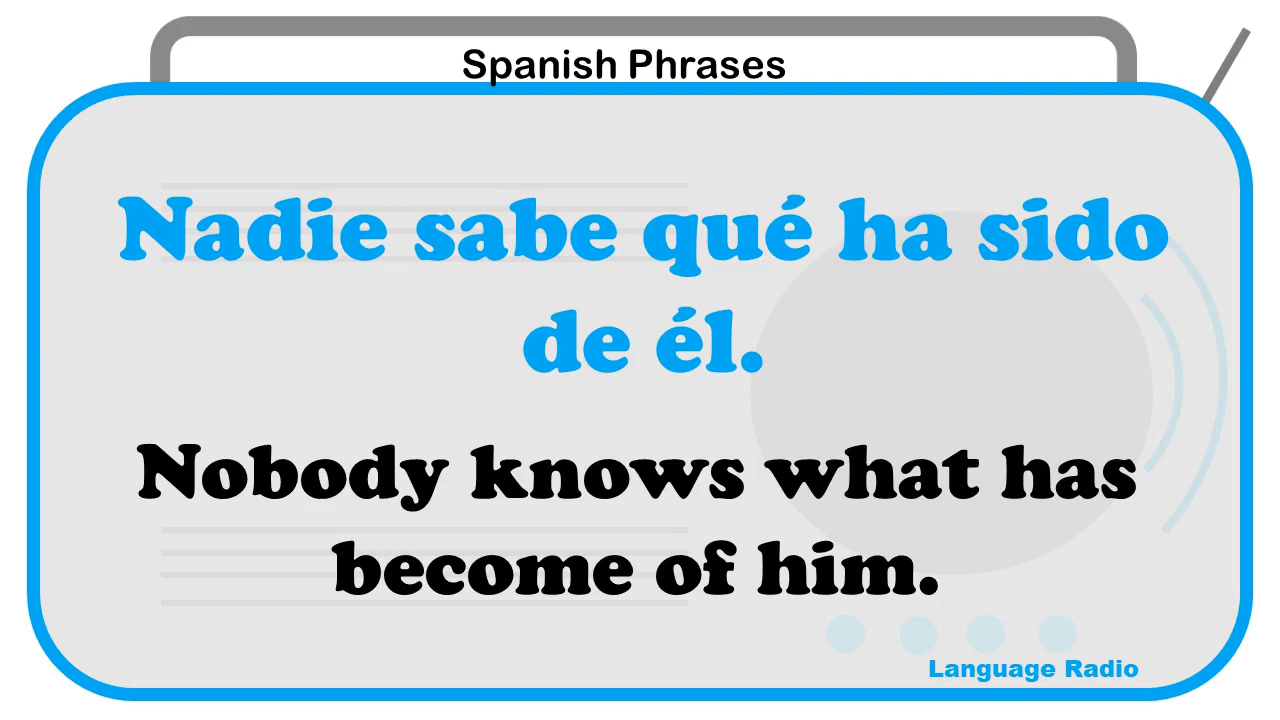 Spanish Phrases
Nadie sabe qué ha sido
de él.
Nobody knows what has
become of him.
Language Radio